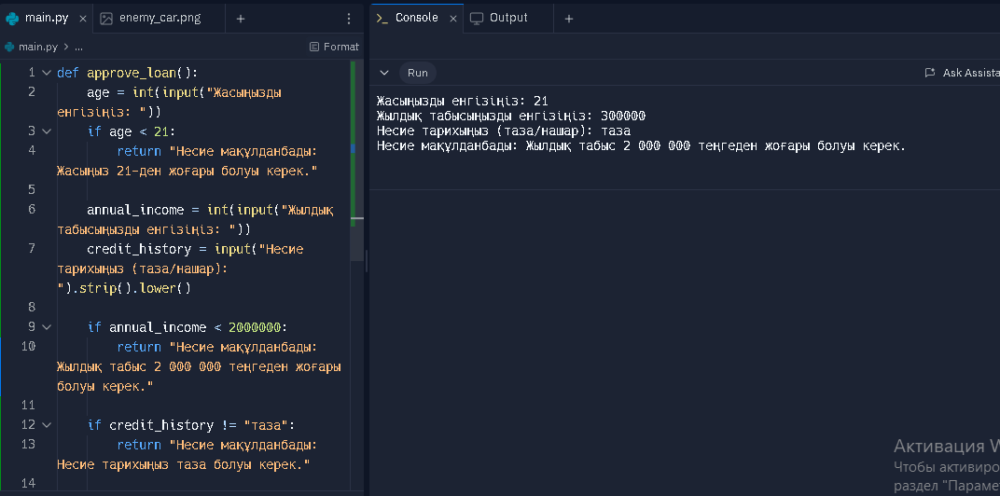 main.py
enemy_car.png
main.py > ...
Format
1 def approve_loan():
2 age = int(input("Жасыңызды
енгізіңіз: "))
3 if age < 21:
4 return "Несие мақұлданбады:
Жасыңыз 21-ден жоғары болуы керек."
5
6 annual_income = int(input("Жылдық
табысыңызды енгізіңіз: "))
7 credit_history = input("Несие
тарихыңыз (таза/нашар):
").strip().lower()
8
9 if annual_income < 2000000:
10 return "Несие мақұлданбады:
Жылдық табыс 2 000 000 теңгеден жоғары
болуы керек."
11
12 if credit_history != "таза":
13 return "Несие мақұлданбады:
Несие тарихыңыз таза болуы керек."
14
Console
Output
Run
Ask Assista
Жасыңызды енгізіңіз: 21
Жылдық табысыңызды енгізіңіз: 300000
Несие тарихыңыз (таза/нашар): таза
Несие мақұлданбады: Жылдық табыс 2 000 000 теңгеден жоғары болуы керек.
Активация W
Чтобы активиро
раздел "Параме